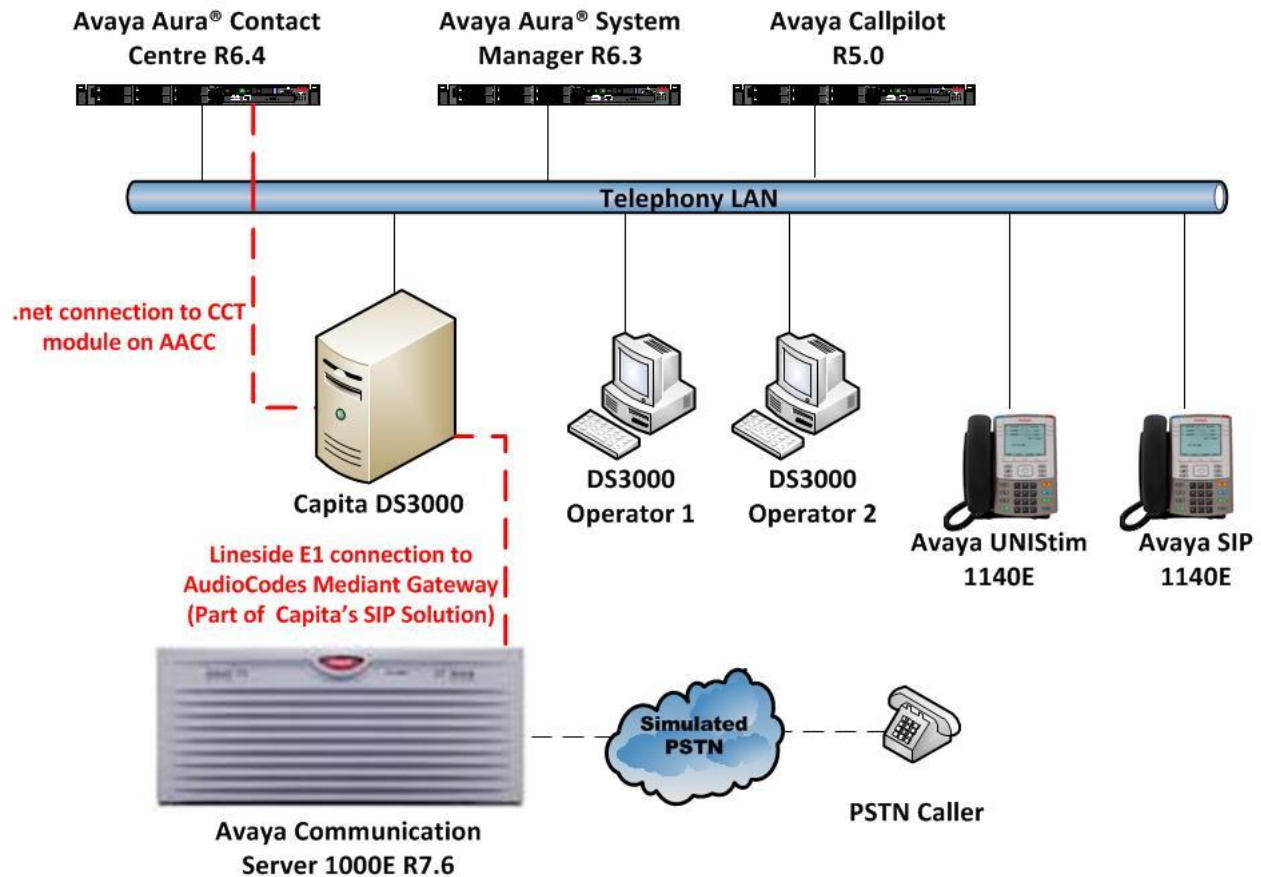 Avaya Aura® Contact
Centre R6.4
Avaya Aura® System
Manager R6.3
Avaya Callpilot
R5.0
Telephony LAN
.net connection to CCT
module on AACC
Capita DS3000
DS3000
Operator 1
DS3000
Operator 2
Avaya UNIStim
1140E
Avaya SIP
1140E
Lineside E1 connection to
AudioCodes Mediant Gateway
(Part of Capita's SIP Solution)
Simulated
PSTN
PSTN Caller
Avaya Communication
Server 1000E R7.6